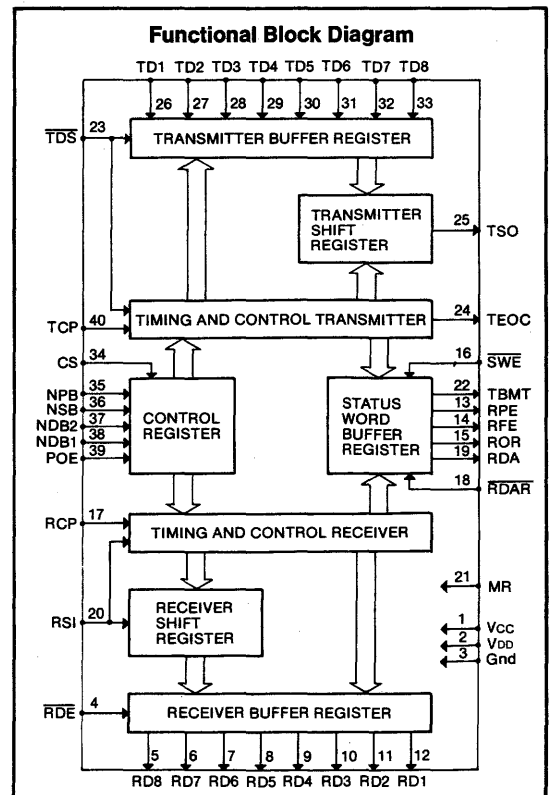 Functional Block Diagram
TD1 TD2 TD3 TD4 TD5 TD6 TD7 TD8
26 27 28 29 30 31 32 33
TDS 23
TRANSMITTER BUFFER REGISTER
TRANSMITTER
SHIFT
REGISTER
25 TSO
TCP 40
TIMING AND CONTROL TRANSMITTER
24 TEOC
CS 34
16 SWE
NPB 35
NSB 36
NDB2 37
NDB1 38
POE 39
CONTROL
REGISTER
STATUS
WORD
BUFFER
REGISTER
22 TBMT
13 RPE
14 RFE
15 ROR
19 RDA
18 RDAR
RCP 17
TIMING AND CONTROL RECEIVER
21 MR
RSI 20
RECEIVER
SHIFT
REGISTER
1 VCC
2 VDD
3 Gnd
RDE 4
RECEIVER BUFFER REGISTER
5 6 7 8 9 10 11 12
RD8 RD7 RD6 RD5 RD4 RD3 RD2 RD1